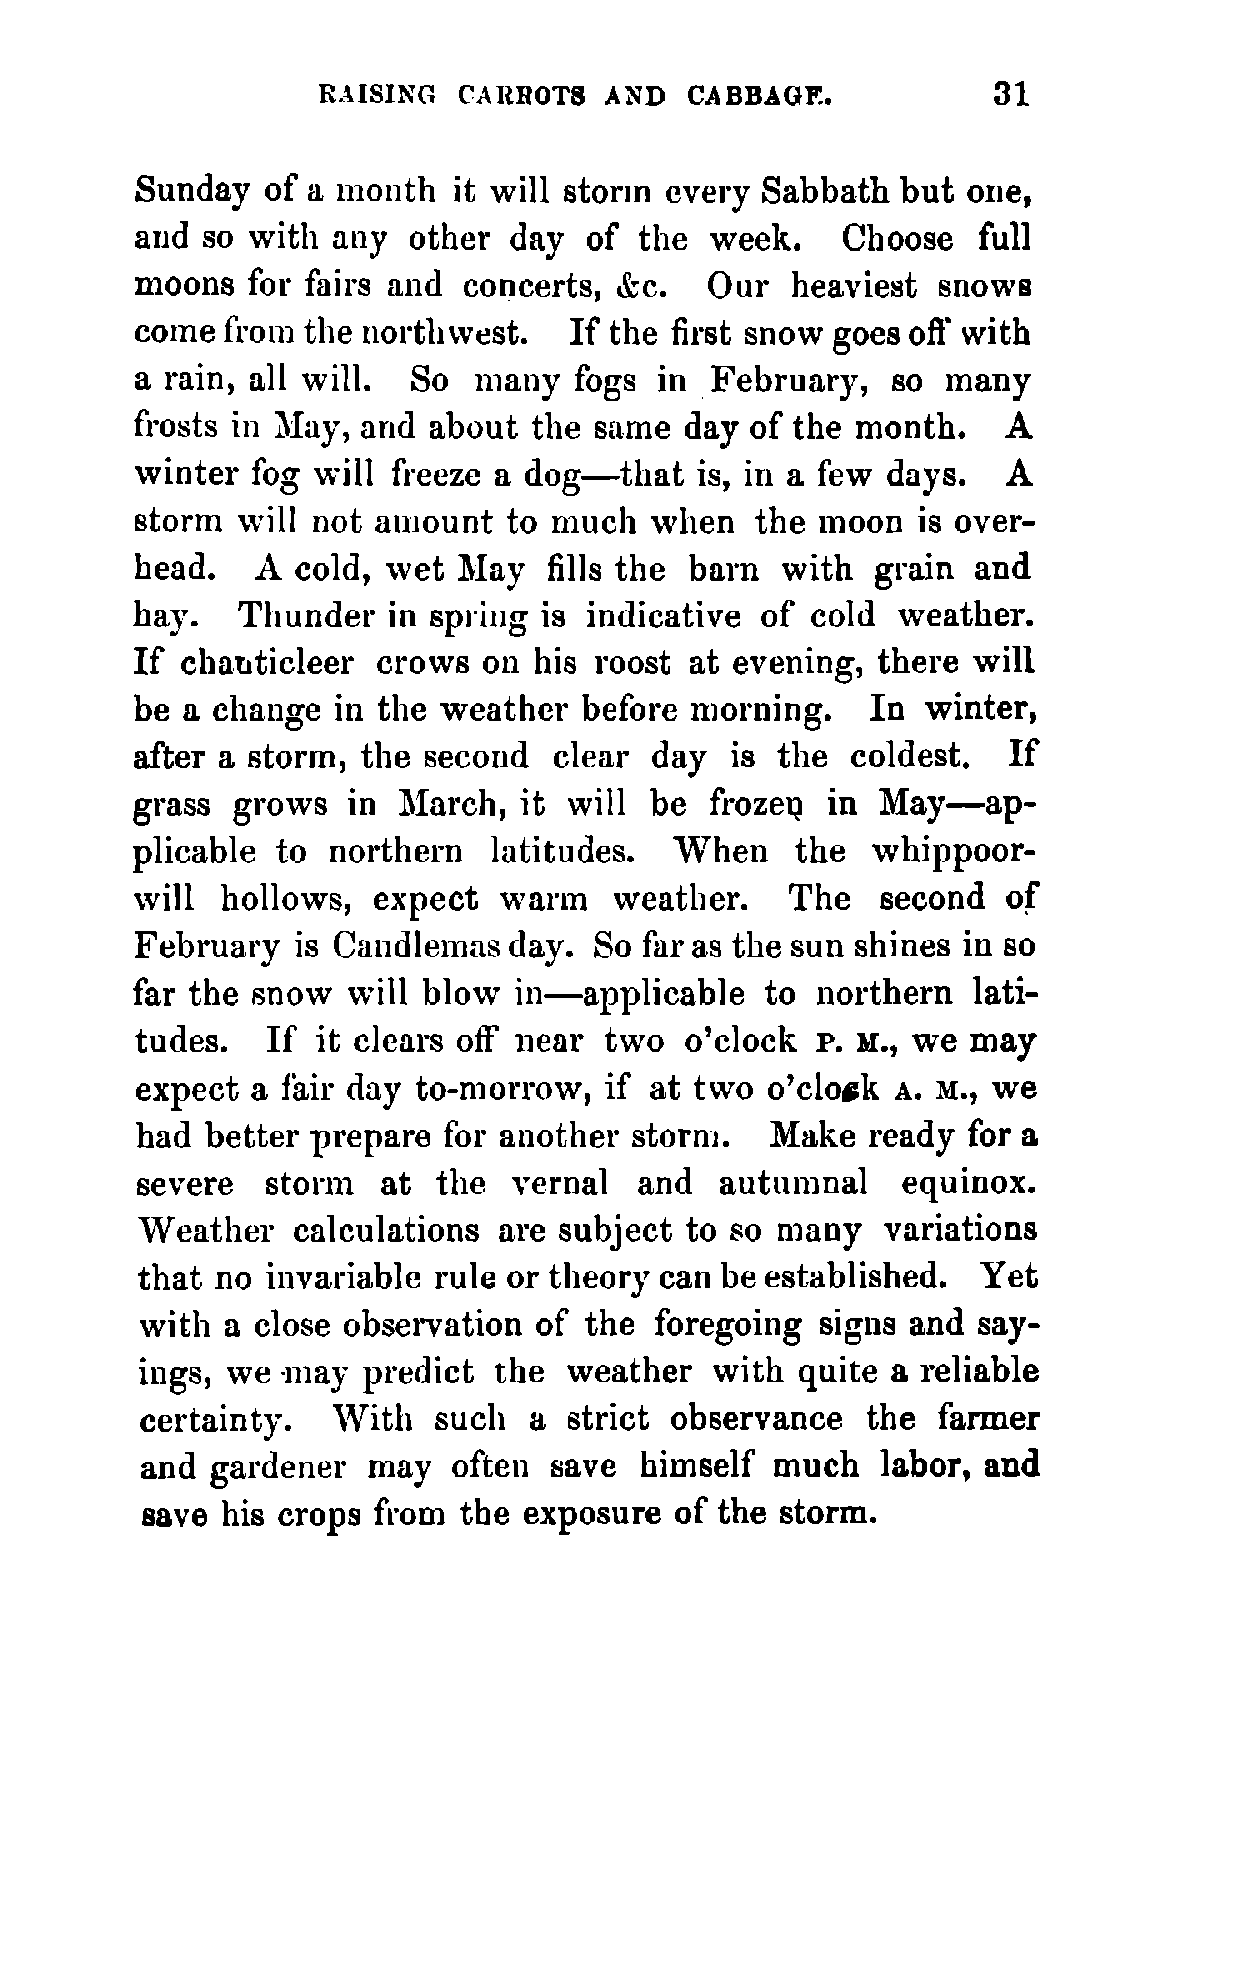 RAISING CARROTS AND CABBAGE. 31
Sunday of a month it will storm every Sabbath but one,
and so with any other day of the week. Choose full
moons for fairs and concerts, &c. Our heaviest snows
come from the northwest. If the first snow goes off with
a rain, all will. So many fogs in February, so many
frosts in May, and about the same day of the month. A
winter fog will freeze a dog—that is, in a few days. A
storm will not amount to much when the moon is over-
head. A cold, wet May fills the barn with grain and
hay. Thunder in spring is indicative of cold weather.
If chanticleer crows on his roost at evening, there will
be a change in the weather before morning. In winter,
after a storm, the second clear day is the coldest. If
grass grows in March, it will be frozen in May—ap-
plicable to northern latitudes. When the whippoor-
will hollows, expect warm weather. The second of
February is Candlemas day. So far as the sun shines in so
far the snow will blow in—applicable to northern lati-
tudes. If it clears off near two o'clock P. M., we may
expect a fair day to-morrow, if at two o'clock A. M., we
had better prepare for another storm. Make ready for a
severe storm at the vernal and autumnal equinox.
Weather calculations are subject to so many variations
that no invariable rule or theory can be established. Yet
with a close observation of the foregoing signs and say-
ings, we may predict the weather with quite a reliable
certainty. With such a strict observance the farmer
and gardener may often save himself much labor, and
save his crops from the exposure of the storm.